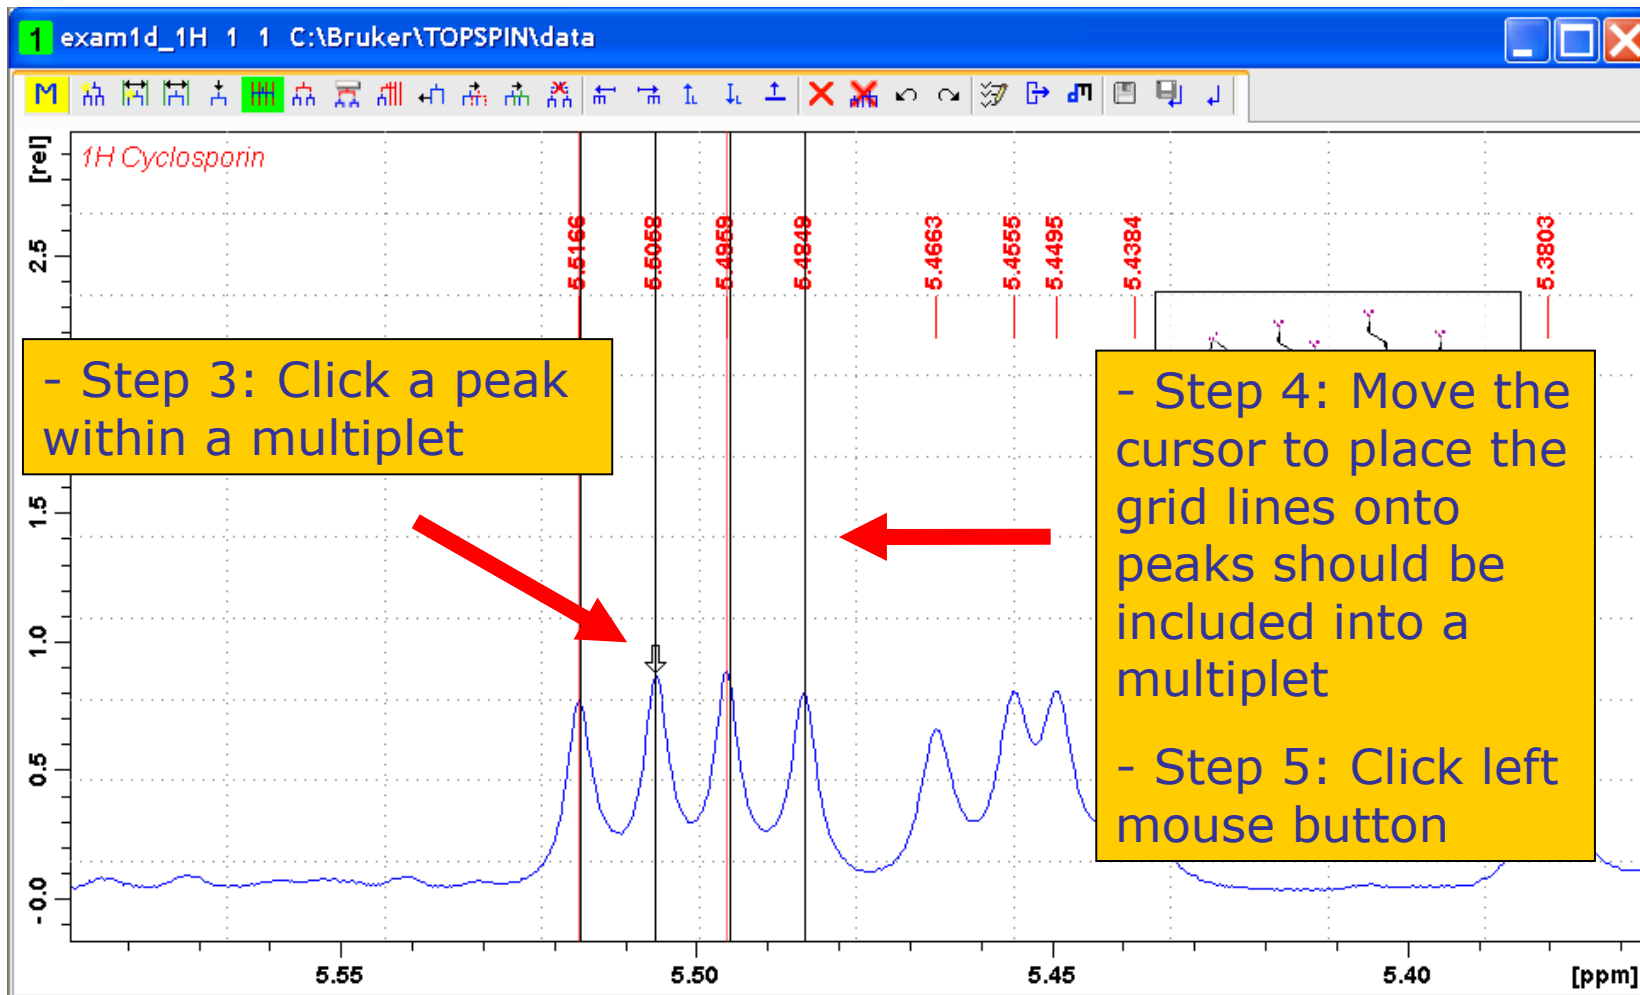 1 exam1d_1H 1 1 C:\Bruker\TOPSPIN\data
M
[rel]
1H Cyclosporin
5.5166 5.5058 5.4959 5.4849 5.4663 5.4555 5.4495 5.4384 5.3803
2.5
- Step 3: Click a peak
within a multiplet
- Step 4: Move the
cursor to place the
grid lines onto
peaks should be
included into a
multiplet
- Step 5: Click left
mouse button
1.5
1.0
0.5
-0.0
5.55 5.50 5.45 5.40 [ppm]